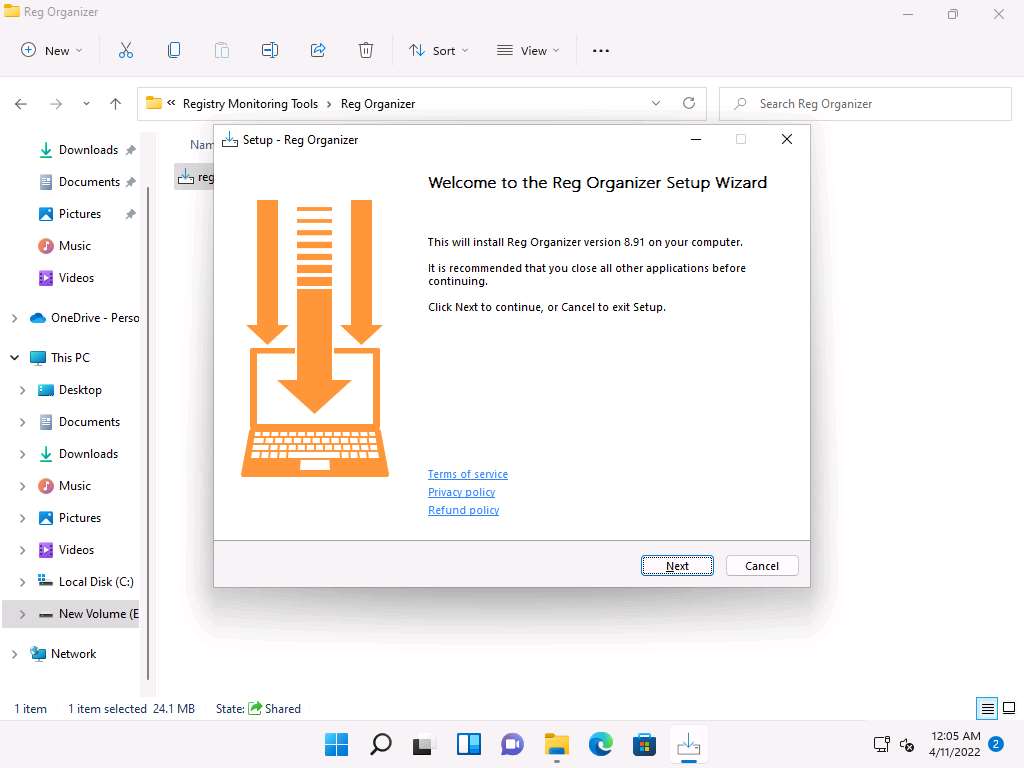 Reg Organizer
New
Sort
View
« Registry Monitoring Tools › Reg Organizer
Search Reg Organizer
Downloads
Documents
Pictures
Music
Videos
OneDrive - Perso
This PC
Desktop
Documents
Downloads
Music
Pictures
Videos
Local Disk (C:)
New Volume (E
Network
Nam
reg
Setup - Reg Organizer
Welcome to the Reg Organizer Setup Wizard
This will install Reg Organizer version 8.91 on your computer.
It is recommended that you close all other applications before
continuing.
Click Next to continue, or Cancel to exit Setup.
Terms of service
Privacy policy
Refund policy
Next
Cancel
1 item
1 item selected 24.1 MB
State: Shared
12:05 AM
4/11/2022
2